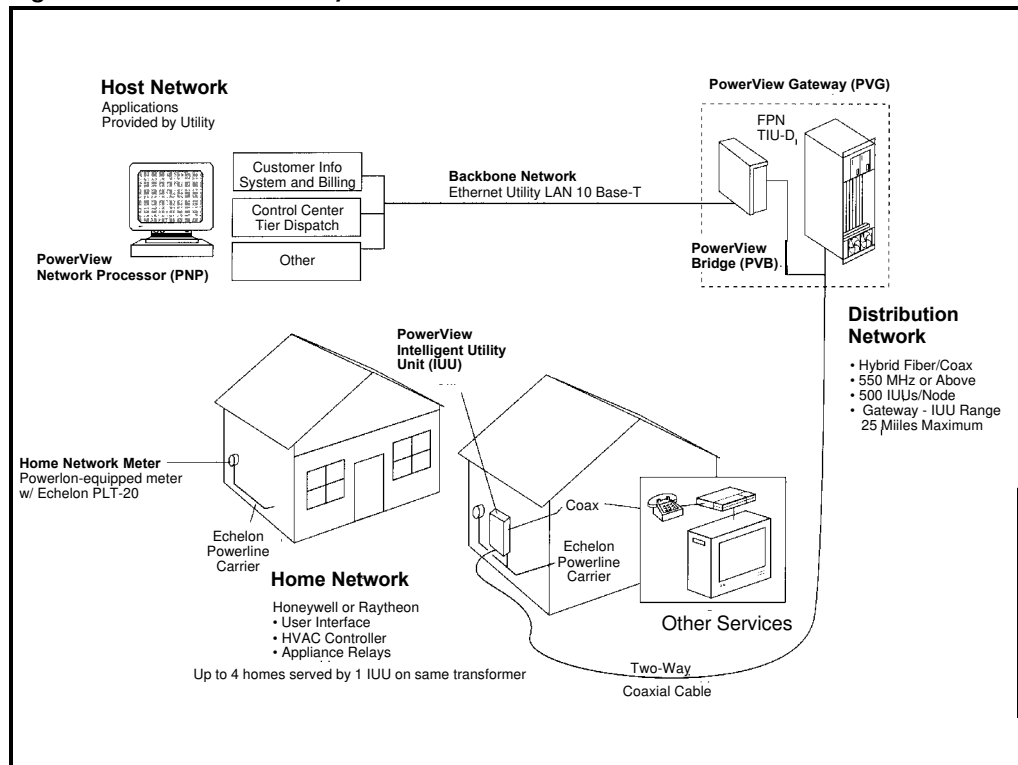 Host Network
Applications
Provided by Utility
PowerView
Network Processor (PNP)
Customer Info
System and Billing
Control Center
Tier Dispatch
Other
Backbone Network
Ethernet Utility LAN 10 Base-T
PowerView Gateway (PVG)
FPN
TIU-D
PowerView
Bridge (PVB)
Distribution
Network
• Hybrid Fiber/Coax
• 550 MHz or Above
• 500 IUUs/Node
• Gateway - IUU Range
25 Miiles Maximum
PowerView
Intelligent Utility
Unit (IUU)
Home Network Meter
Powerlon-equipped meter
w/ Echelon PLT-20
Echelon
Powerline
Carrier
Coax
Echelon
Powerline
Carrier
Other Services
Home Network
Honeywell or Raytheon
• User Interface
• HVAC Controller
• Appliance Relays
Up to 4 homes served by 1 IUU on same transformer
Two-Way
Coaxial Cable